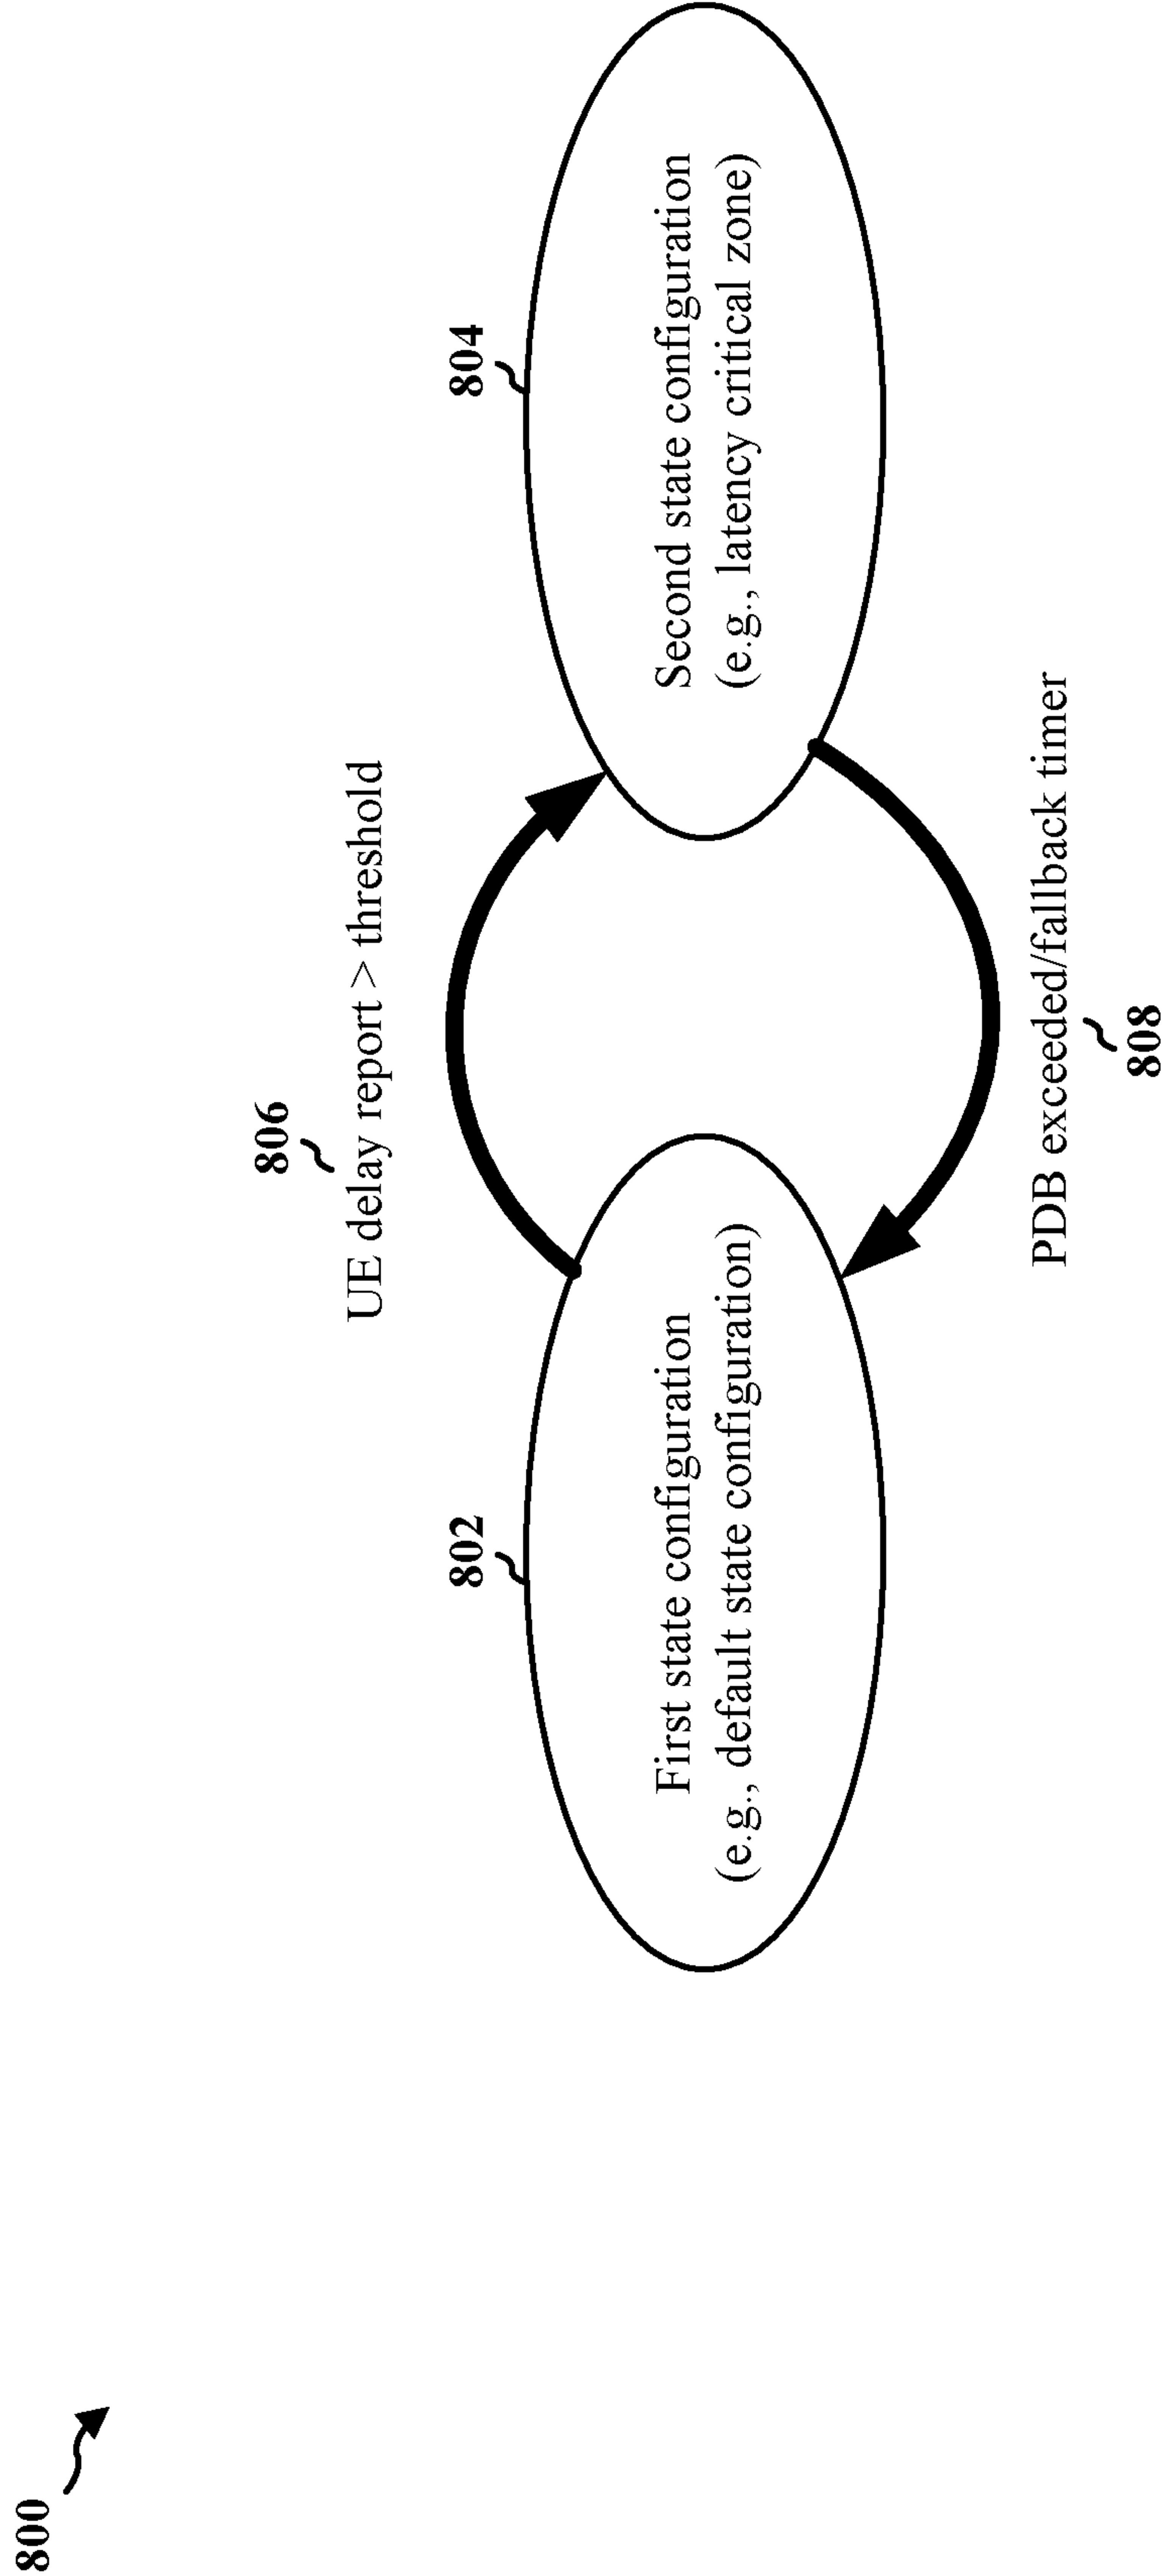 800
806
UE delay report > threshold
802
804
First state configuration
(e.g., default state configuration)
Second state configuration
(e.g., latency critical zone)
PDB exceeded/fallback timer
808